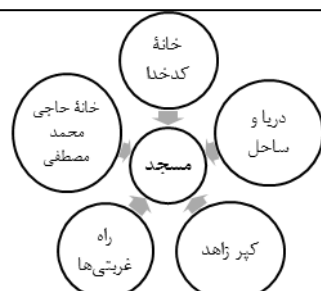 خانهٔ
کدخدا
دریا و
ساحل
خانهٔ حاجی
محمد
مصطفی
مسجد
کپر زاهد
راه
غربتی‌ها